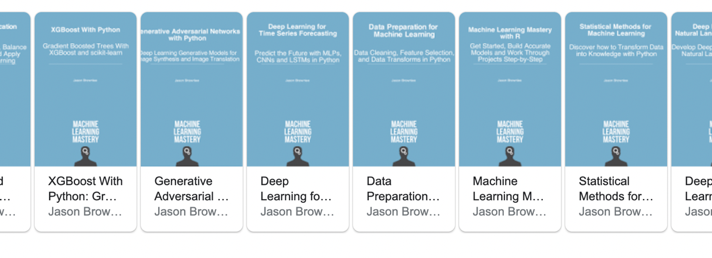 cation
Balance
d Apply
rning
d
…
w…
XGBoost With Python
Gradient Boosted Trees With
XGBoost and scikit-learn
Jason Brownlee
MACHINE
LEARNING
MASTERY
XGBoost With
Python: Gr…
Jason Brow…
Generative Adversarial Networks
with Python
Deep Learning Generative Models for
Image Synthesis and Image Translation
Jason Brownlee
MACHINE
LEARNING
MASTERY
Generative
Adversarial …
Jason Brow…
Deep Learning for
Time Series Forecasting
Predict the Future with MLPs,
CNNs and LSTMs in Python
Jason Brownlee
MACHINE
LEARNING
MASTERY
Deep
Learning fo…
Jason Brow…
Data Preparation for
Machine Learning
Data Cleaning, Feature Selection,
and Data Transforms in Python
Jason Brownlee
MACHINE
LEARNING
MASTERY
Data
Preparation…
Jason Brow…
Machine Learning Mastery
with R
Get Started, Build Accurate
Models and Work Through
Projects Step-by-Step
Jason Brownlee
MACHINE
LEARNING
MASTERY
Machine
Learning M…
Jason Brow…
Statistical Methods for
Machine Learning
Discover how to Transform Data
into Knowledge with Python
Jason Brownlee
MACHINE
LEARNING
MASTERY
Statistical
Methods for…
Jason Brow…
Deep
Natural Lan
Develop Deep
Natural La
Deep
Learn
Jason